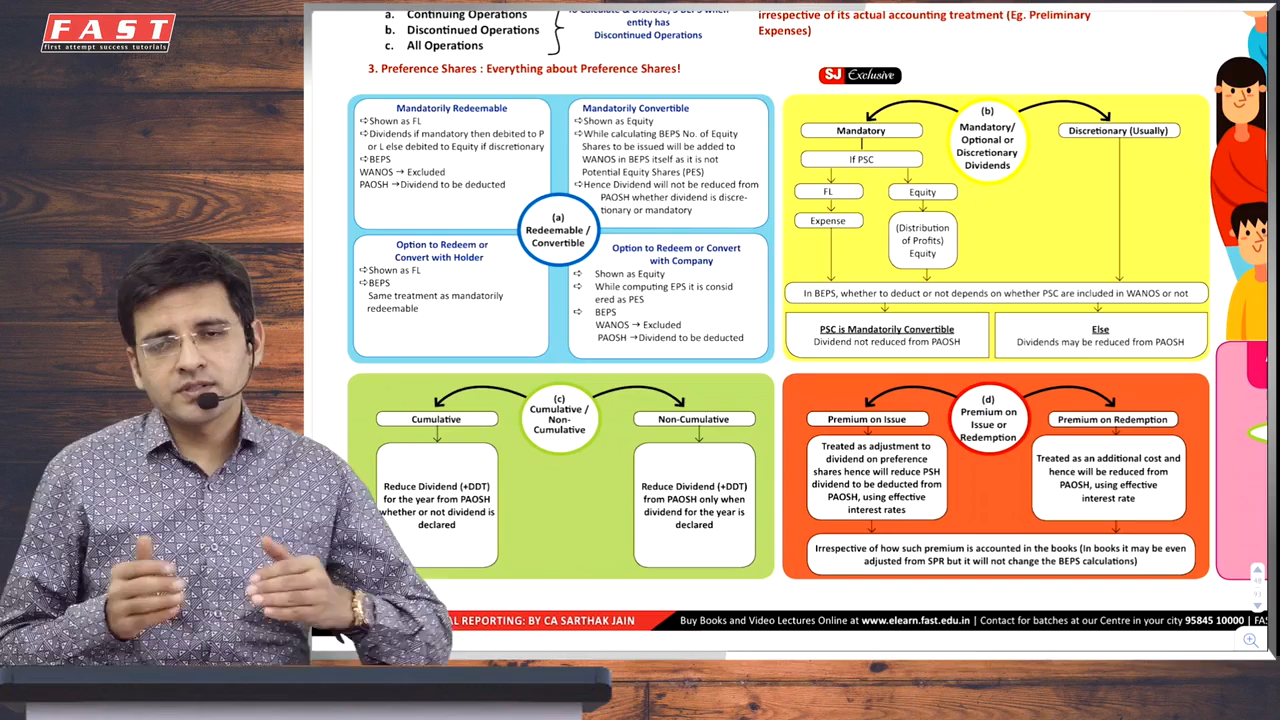 FAST
first attempt success tutorials
a. Continuing Operations
b. Discontinued Operations
c. All Operations
entity has
Discontinued Operations
irrespective of its actual accounting treatment (Eg. Preliminary
Expenses)
3. Preference Shares : Everything about Preference Shares!
SJ Exclusive
Mandatorily Redeemable
➪Shown as FL
➪Dividends if mandatory then debited to P
or L else debited to Equity if discretionary
➪BEPS
WANOS → Excluded
PAOSH →Dividend to be deducted
Mandatorily Convertible
➪Shown as Equity
➪While calculating BEPS No. of Equity
Shares to be issued will be added to
WANOS in BEPS itself as it is not
Potential Equity Shares (PES)
➪Hence Dividend will not be reduced from
PAOSH whether dividend is discre-
tionary or mandatory
(a)
Redeemable /
Convertible
Option to Redeem or
Convert with Holder
➪Shown as FL
➪BEPS
Same treatment as mandatorily
redeemable
Option to Redeem or Convert
with Company
➪ Shown as Equity
➪ While computing EPS it is consid
ered as PES
➪ BEPS
WANOS → Excluded
PAOSH →Dividend to be deducted
(b)
Mandatory/
Optional or
Discretionary
Dividends
Mandatory
Discretionary (Usually)
If PSC
FL
Equity
Expense
(Distribution
of Profits)
Equity
In BEPS, whether to deduct or not depends on whether PSC are included in WANOS or not
PSC is Mandatorily Convertible
Dividend not reduced from PAOSH
Else
Dividends may be reduced from PAOSH
(c)
Cumulative /
Non-
Cumulative
Cumulative
Non-Cumulative
Reduce Dividend (+DDT)
for the year from PAOSH
whether or not dividend is
declared
Reduce Dividend (+DDT)
from PAOSH only when
dividend for the year is
declared
(d)
Premium on
Issue or
Redemption
Premium on Issue
Premium on Redemption
Treated as adjustment to
dividend on preference
shares hence will reduce PSH
dividend to be deducted from
PAOSH, using effective
interest rates
Treated as an additional cost and
hence will be reduced from
PAOSH, using effective
interest rate
Irrespective of how such premium is accounted in the books (In books it may be even
adjusted from SPR but it will not change the BEPS calculations)
AL REPORTING: BY CA SARTHAK JAIN
Buy Books and Video Lectures Online at www.elearn.fast.edu.in | Contact for batches at our Centre in your city 95845 10000 | FAS